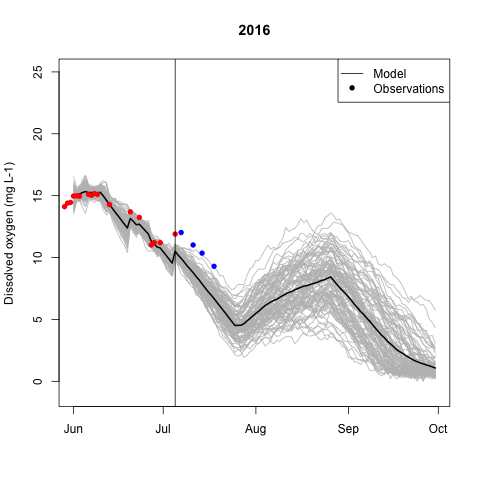 2016
Model
Observations
Dissolved oxygen (mg L-1)
25
20
15
10
5
0
Jun
Jul
Aug
Sep
Oct